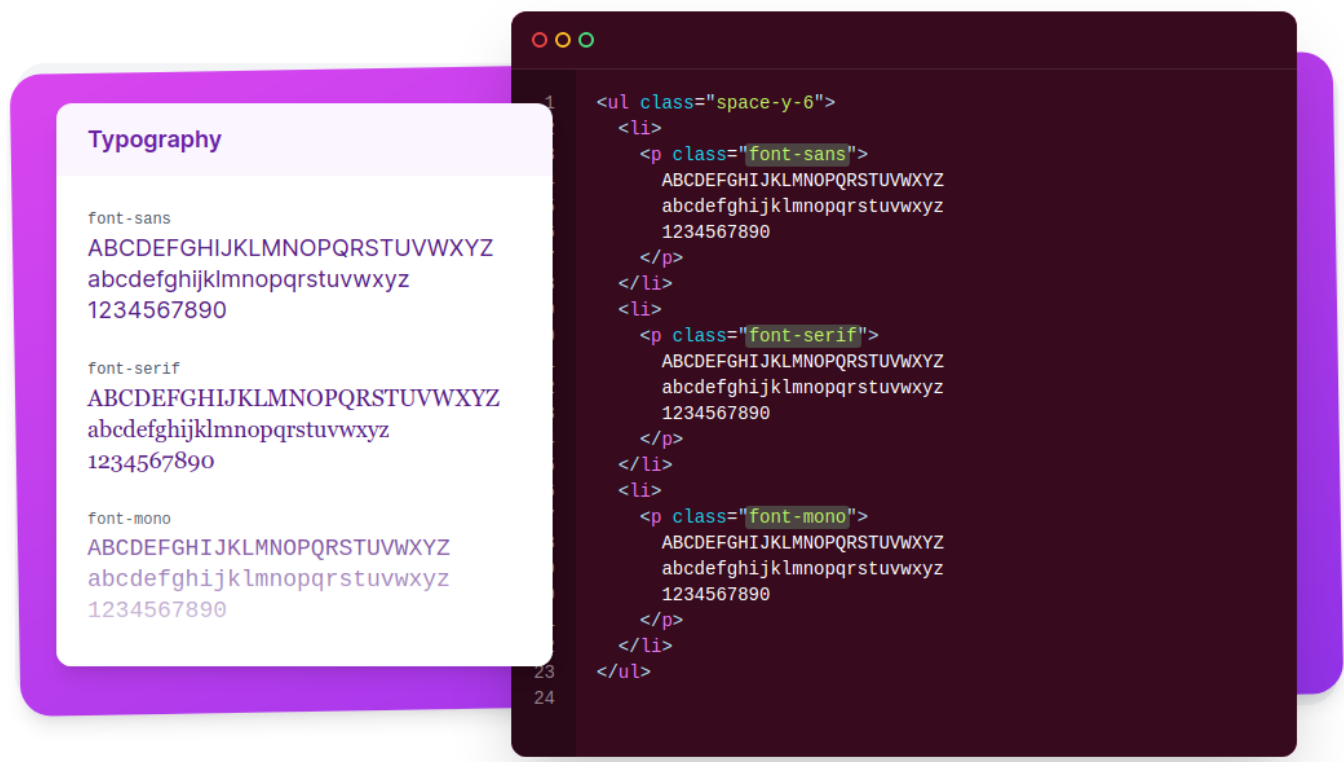 Typography
font-sans
ABCDEFGHIJKLMNOPQRSTUVWXYZ
abcdefghijklmnopqrstuvwxyz
1234567890
font-serif
ABCDEFGHIJKLMNOPQRSTUVWXYZ
abcdefghijklmnopqrstuvwxyz
1234567890
font-mono
ABCDEFGHIJKLMNOPQRSTUVWXYZ
abcdefghijklmnopqrstuvwxyz
1234567890
1 <ul class="space-y-6">
<li>
<p class="font-sans">
ABCDEFGHIJKLMNOPQRSTUVWXYZ
abcdefghijklmnopqrstuvwxyz
1234567890
</p>
</li>
<li>
<p class="font-serif">
ABCDEFGHIJKLMNOPQRSTUVWXYZ
abcdefghijklmnopqrstuvwxyz
1234567890
</p>
</li>
<li>
<p class="font-mono">
ABCDEFGHIJKLMNOPQRSTUVWXYZ
abcdefghijklmnopqrstuvwxyz
1234567890
</p>
</li>
23 </ul>
24